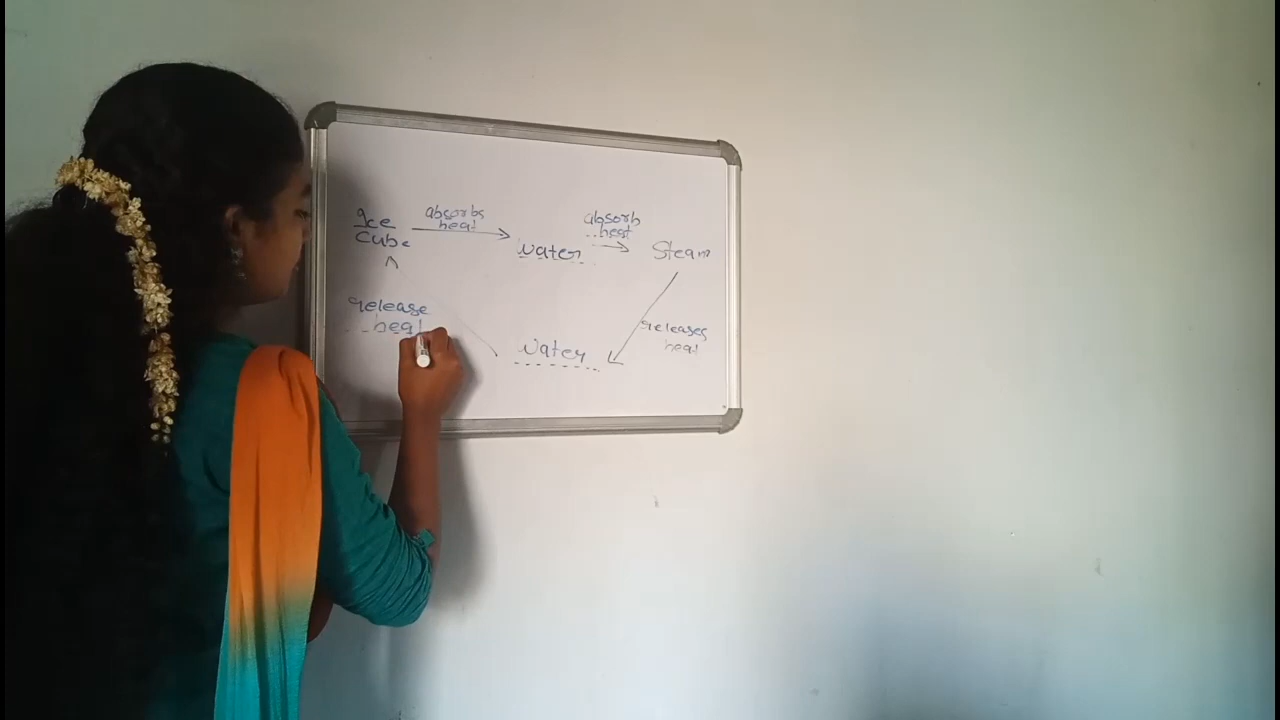 Ice
Cube
absorbs
heat
Water
absorb
heat
Steam
releases
heat
Water
release
heat